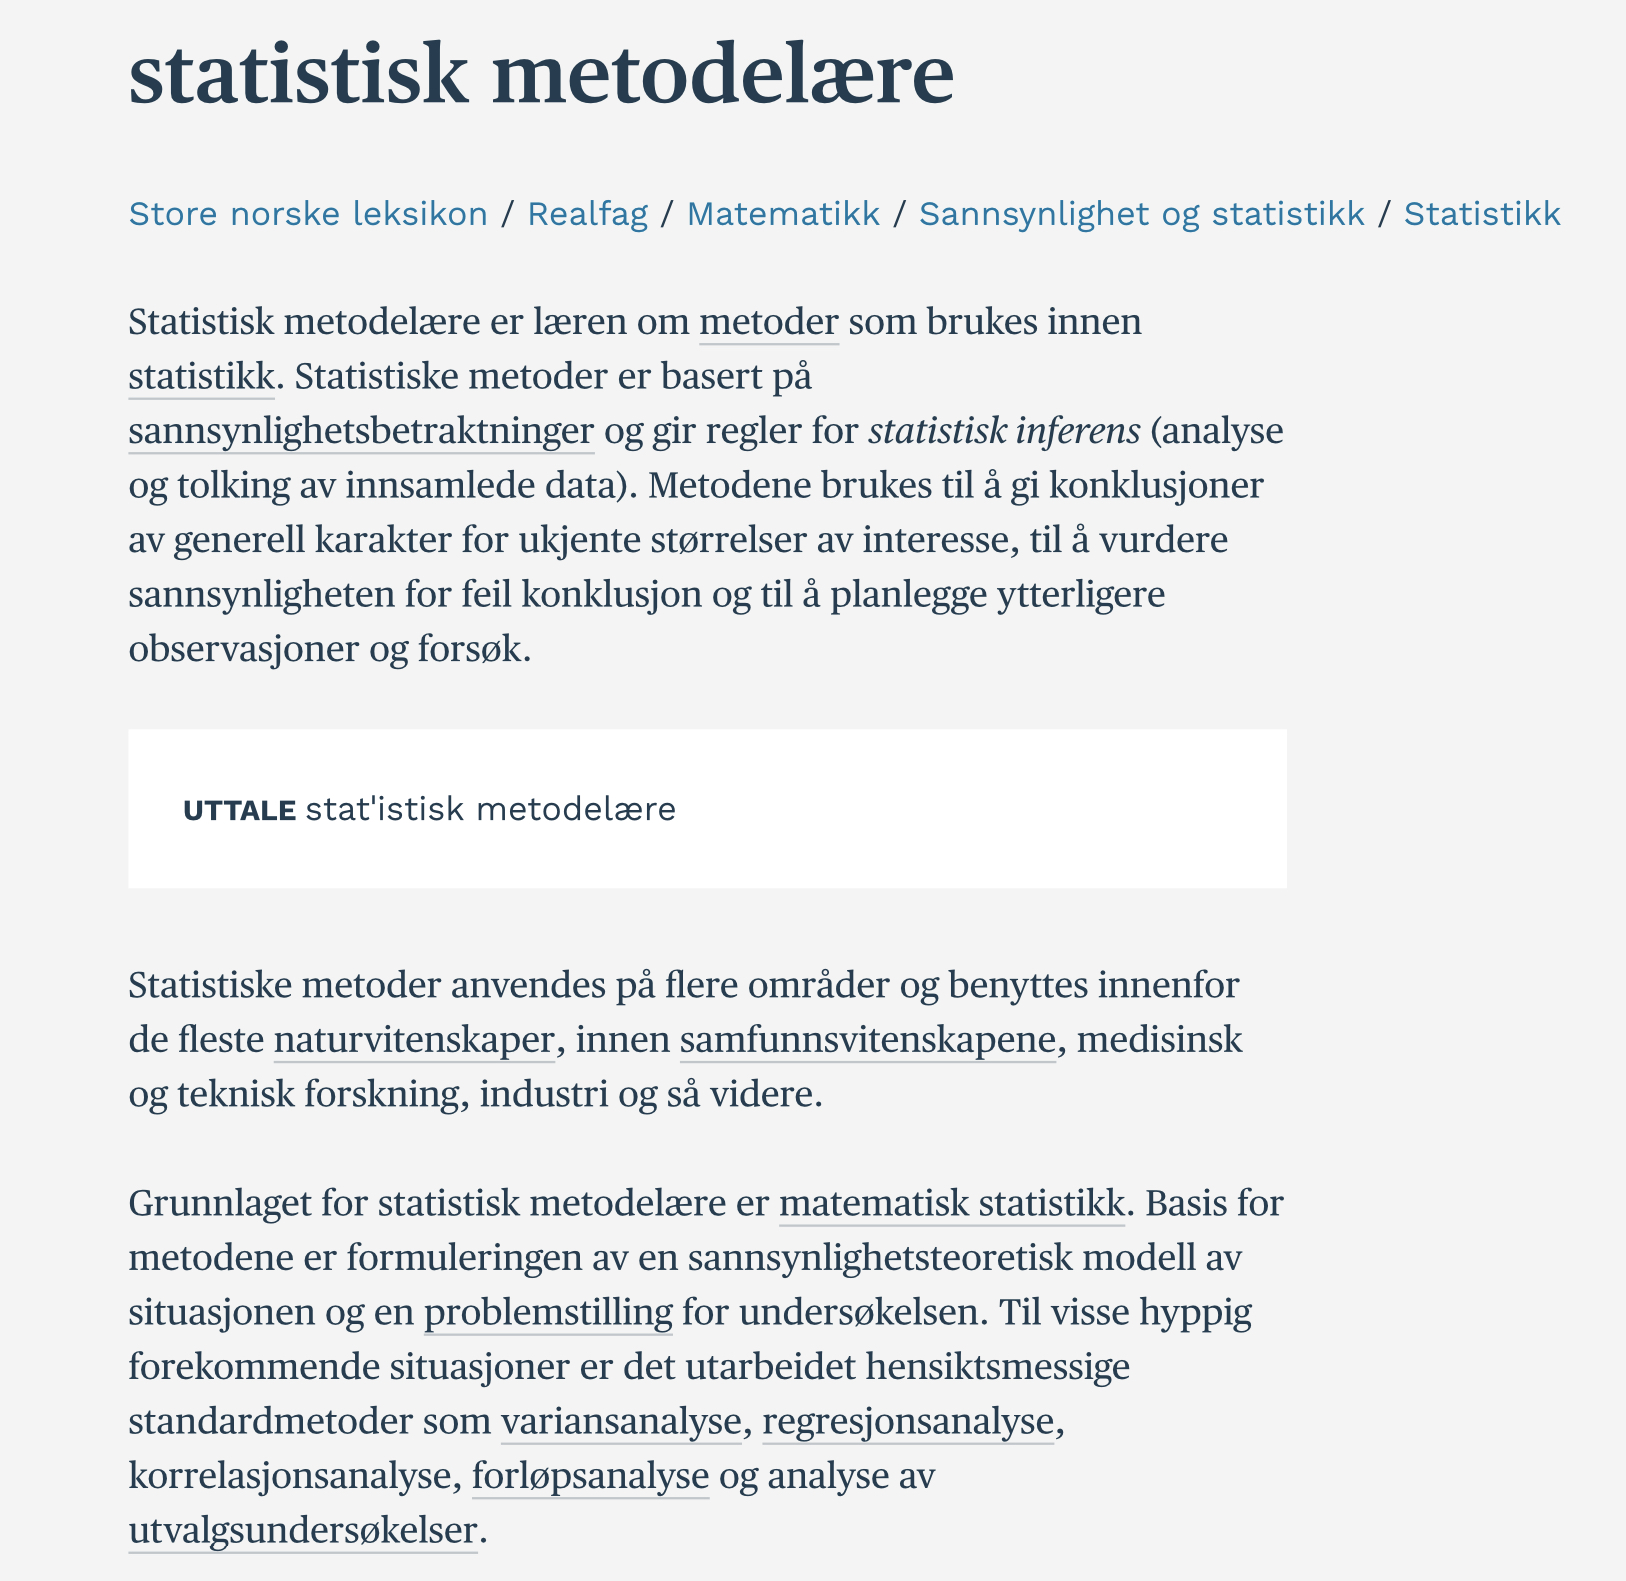 statistisk metodelære
Store norske leksikon / Realfag / Matematikk / Sannsynlighet og statistikk / Statistikk
Statistisk metodelære er læren om metoder som brukes innen
statistikk. Statistiske metoder er basert på
sannsynlighetsbetraktninger og gir regler for statistisk inferens (analyse
og tolking av innsamlede data). Metodene brukes til å gi konklusjoner
av generell karakter for ukjente størrelser av interesse, til å vurdere
sannsynligheten for feil konklusjon og til å planlegge ytterligere
observasjoner og forsøk.
UTTALE stat'istisk metodelære
Statistiske metoder anvendes på flere områder og benyttes innenfor
de fleste naturvitenskaper, innen samfunnsvitenskapene, medisinsk
og teknisk forskning, industri og så videre.
Grunnlaget for statistisk metodelære er matematisk statistikk. Basis for
metodene er formuleringen av en sannsynlighetsteoretisk modell av
situasjonen og en problemstilling for undersøkelsen. Til visse hyppig
forekommende situasjoner er det utarbeidet hensiktsmessige
standardmetoder som variansanalyse, regresjonsanalyse,
korrelasjonsanalyse, forløpsanalyse og analyse av
utvalgsundersøkelser.